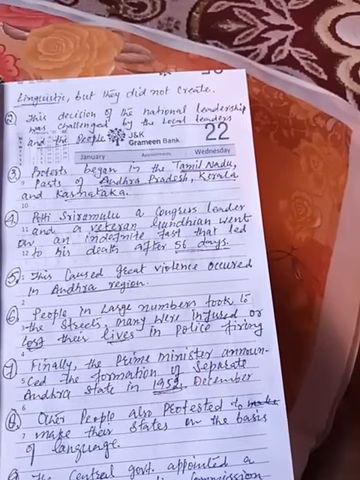 Linguistic, but they did not create.
② This decision of the national leadership
was challenged by the Local leaders
and the People
J&K
Grameen Bank
22
January
Appointments
Wednesday
③ Protests began in the Tamil Nadu,
Parts of Andhra Pradesh, Kerala
and Karnataka.
④ Potti Sriramulu a Congress leader
and a veteran Gandhian went
on an indefinite fast that led
to his death after 56 days.
⑤ This Caused great violence occured
in Andhra region.
⑥ People in Large numbers took to
the streets, many were Injured or
lost their lives in Police firing
⑦ Finally, the Prime Minister announ-
ced the formation of separate
Andhra State in 1952, December
⑧ Other People also Protested to
make their States on the basis
of language.
The Central govt. appointed a
Commission